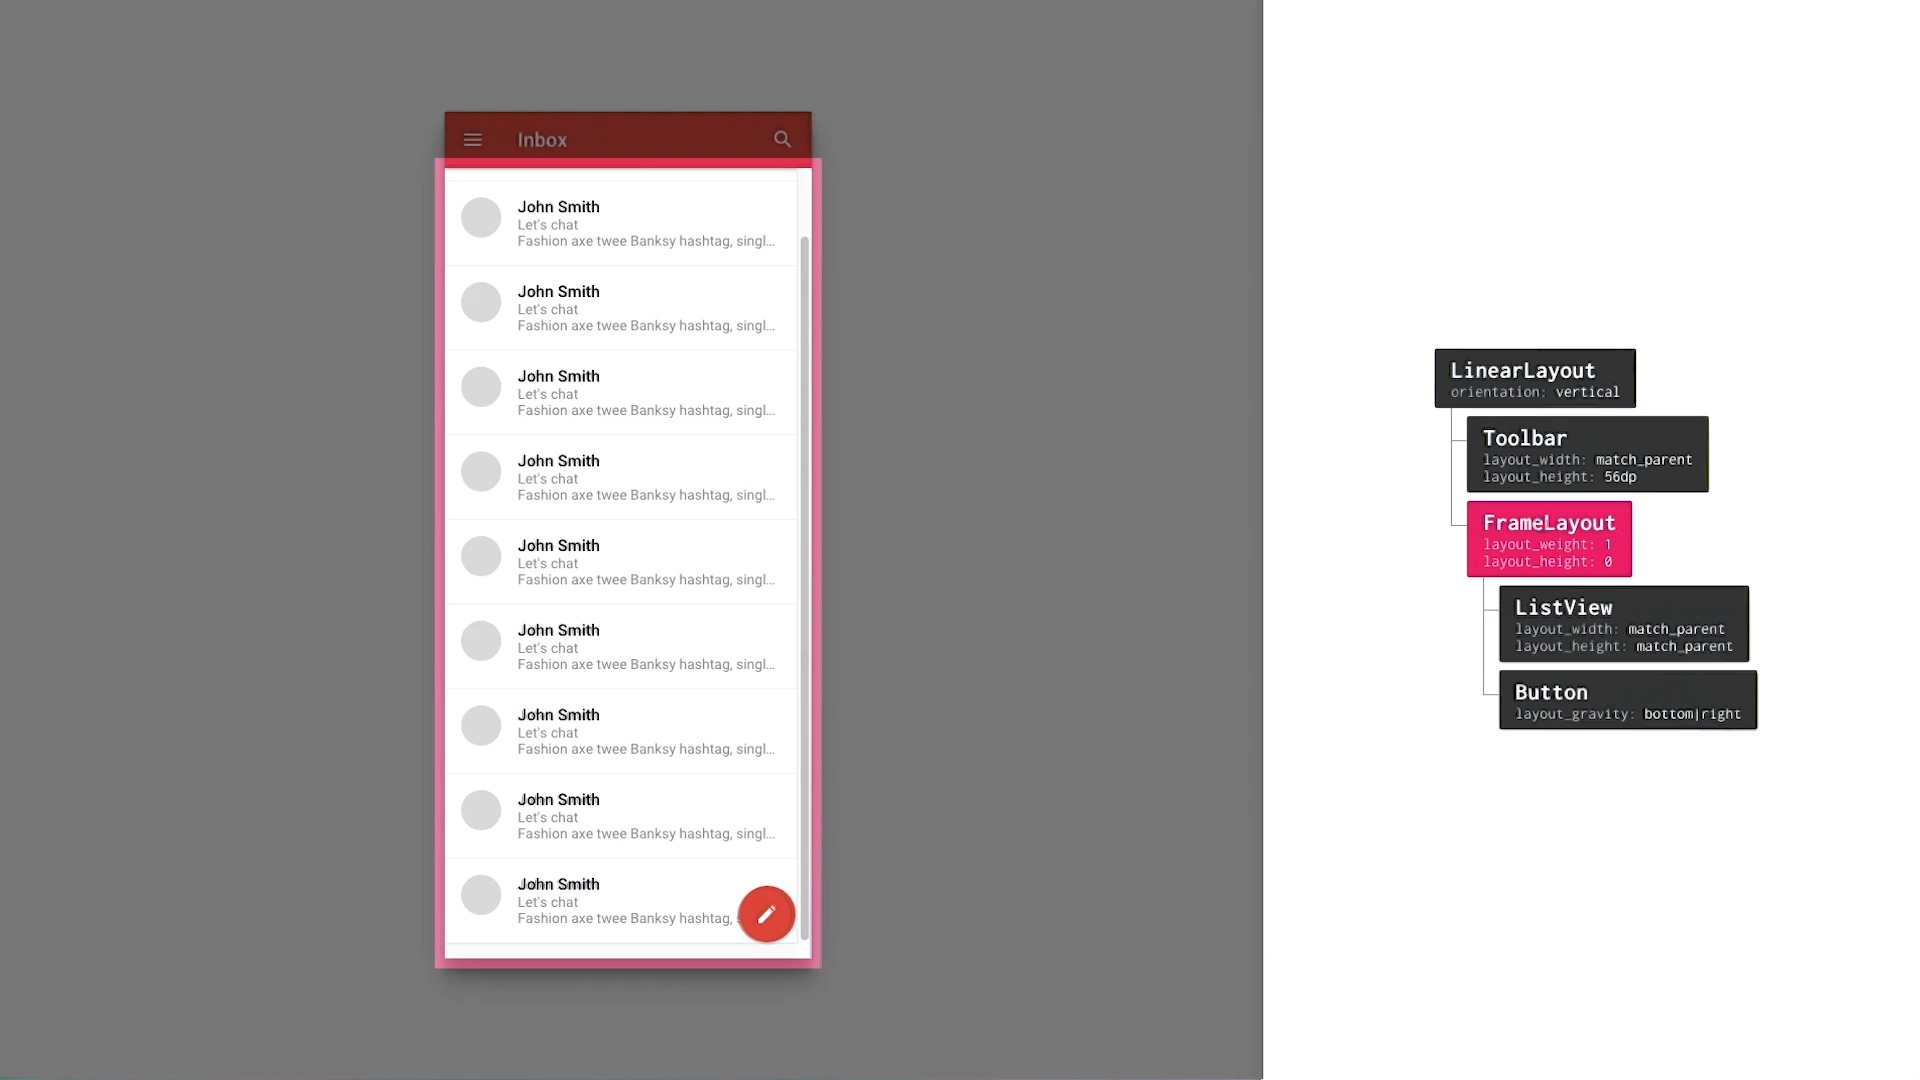 Inbox
John Smith
Let's chat
Fashion axe twee Banksy hashtag, singl...
John Smith
Let's chat
Fashion axe twee Banksy hashtag, singl...
John Smith
Let's chat
Fashion axe twee Banksy hashtag, singl...
John Smith
Let's chat
Fashion axe twee Banksy hashtag, singl...
John Smith
Let's chat
Fashion axe twee Banksy hashtag, singl...
John Smith
Let's chat
Fashion axe twee Banksy hashtag, singl...
John Smith
Let's chat
Fashion axe twee Banksy hashtag, singl...
John Smith
Let's chat
Fashion axe twee Banksy hashtag, singl...
John Smith
Let's chat
Fashion axe twee Banksy hashtag,
LinearLayout
orientation: vertical
Toolbar
layout_width: match_parent
layout_height: 56dp
FrameLayout
layout_weight: 1
layout_height: 0
ListView
layout_width: match_parent
layout_height: match_parent
Button
layout_gravity: bottom|right